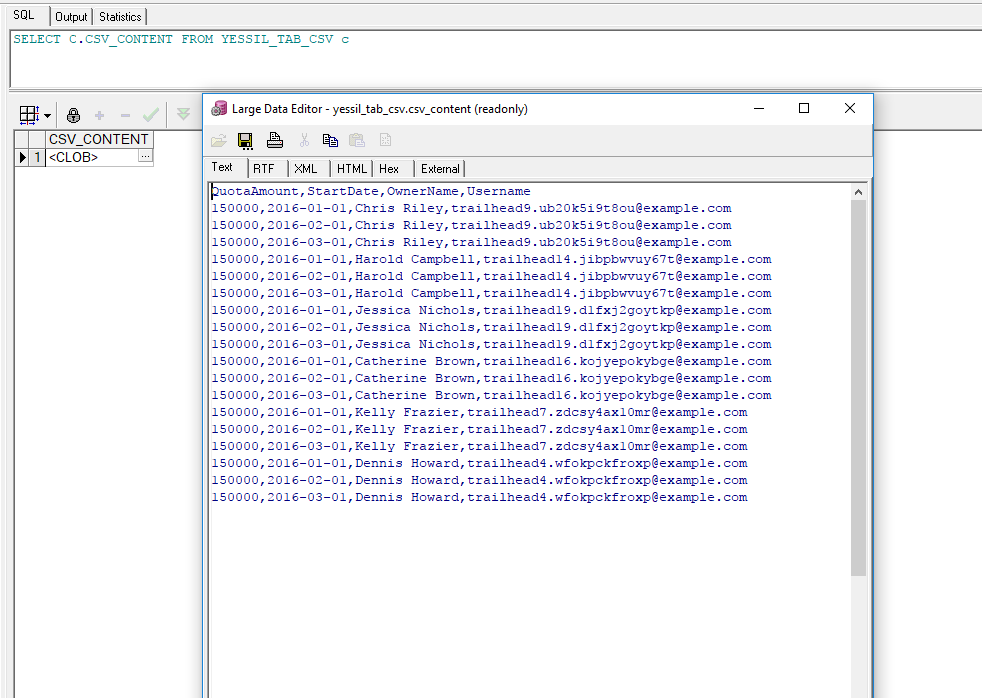 SQL Output Statistics
SELECT C.CSV_CONTENT FROM YESSIL_TAB_CSV c
CSV_CONTENT
1 <CLOB> ...
Large Data Editor - yessil_tab_csv.csv_content (readonly)
Text RTF XML HTML Hex External
QuotaAmount,StartDate,OwnerName,Username
150000,2016-01-01,Chris Riley,trailhead9.ub20k5i9t8ou@example.com
150000,2016-02-01,Chris Riley,trailhead9.ub20k5i9t8ou@example.com
150000,2016-03-01,Chris Riley,trailhead9.ub20k5i9t8ou@example.com
150000,2016-01-01,Harold Campbell,trailhead14.jibpbwvuy67t@example.com
150000,2016-02-01,Harold Campbell,trailhead14.jibpbwvuy67t@example.com
150000,2016-03-01,Harold Campbell,trailhead14.jibpbwvuy67t@example.com
150000,2016-01-01,Jessica Nichols,trailhead19.d1fxj2goytkp@example.com
150000,2016-02-01,Jessica Nichols,trailhead19.d1fxj2goytkp@example.com
150000,2016-03-01,Jessica Nichols,trailhead19.d1fxj2goytkp@example.com
150000,2016-01-01,Catherine Brown,trailhead16.kojyepokybge@example.com
150000,2016-02-01,Catherine Brown,trailhead16.kojyepokybge@example.com
150000,2016-03-01,Catherine Brown,trailhead16.kojyepokybge@example.com
150000,2016-01-01,Kelly Frazier,trailhead7.zdcsy4ax10mr@example.com
150000,2016-02-01,Kelly Frazier,trailhead7.zdcsy4ax10mr@example.com
150000,2016-03-01,Kelly Frazier,trailhead7.zdcsy4ax10mr@example.com
150000,2016-01-01,Dennis Howard,trailhead4.wfokpckfroxp@example.com
150000,2016-02-01,Dennis Howard,trailhead4.wfokpckfroxp@example.com
150000,2016-03-01,Dennis Howard,trailhead4.wfokpckfroxp@example.com